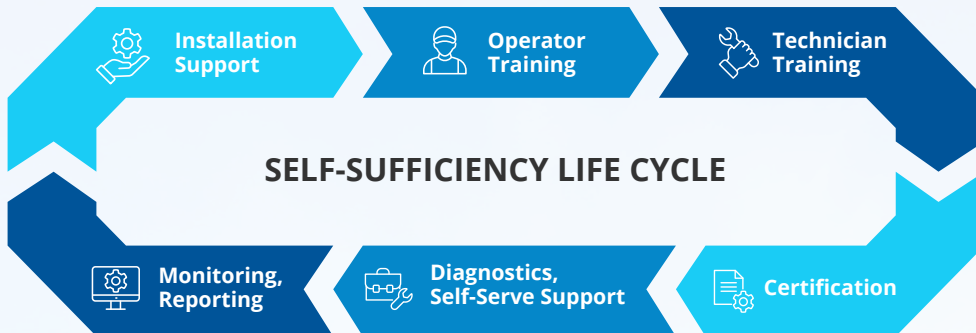 Installation
Support
Operator
Training
Technician
Training
SELF-SUFFICIENCY LIFE CYCLE
Monitoring,
Reporting
Diagnostics,
Self-Serve Support
Certification